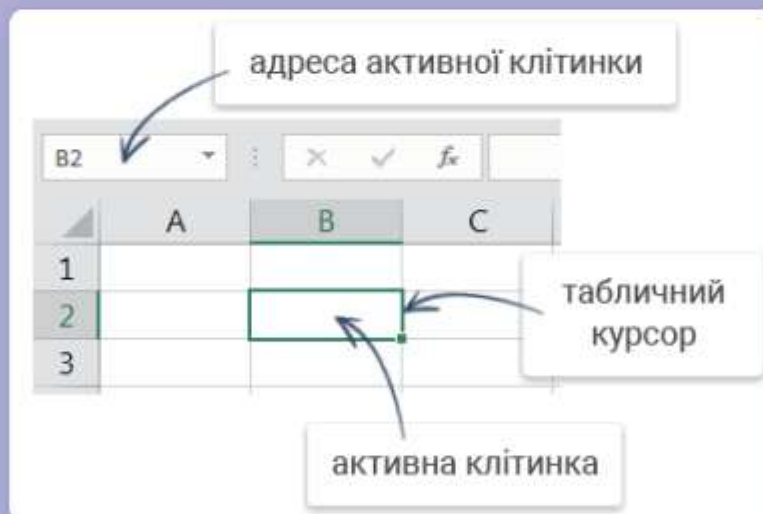 адреса активної клітинки
B2 fx
A B C
1
2
3
табличний
курсор
активна клітинка